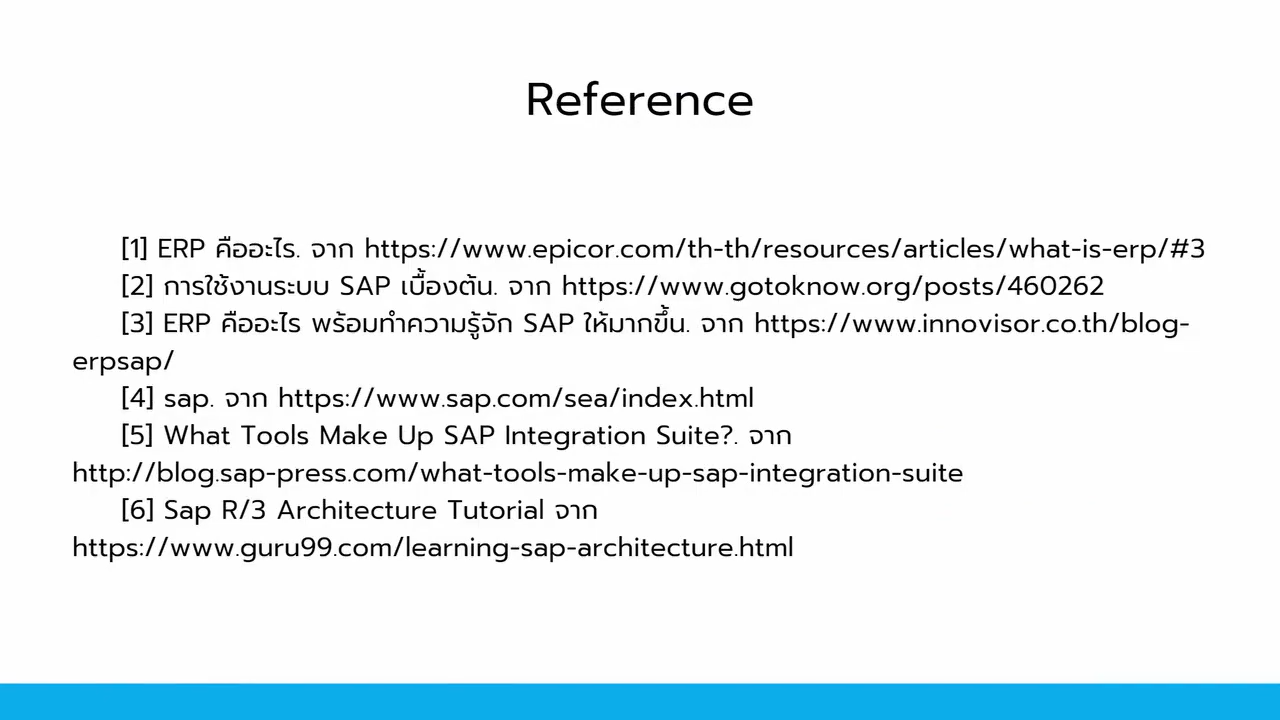 Reference
[1] ERP คืออะไร. จาก https://www.epicor.com/th-th/resources/articles/what-is-erp/#3
[2] การใช้งานระบบ SAP เบื้องต้น. จาก https://www.gotoknow.org/posts/460262
[3] ERP คืออะไร พร้อมทำความรู้จัก SAP ให้มากขึ้น. จาก https://www.innovisor.co.th/blog-
erpsap/
[4] sap. จาก https://www.sap.com/sea/index.html
[5] What Tools Make Up SAP Integration Suite?. จาก
http://blog.sap-press.com/what-tools-make-up-sap-integration-suite
[6] Sap R/3 Architecture Tutorial จาก
https://www.guru99.com/learning-sap-architecture.html